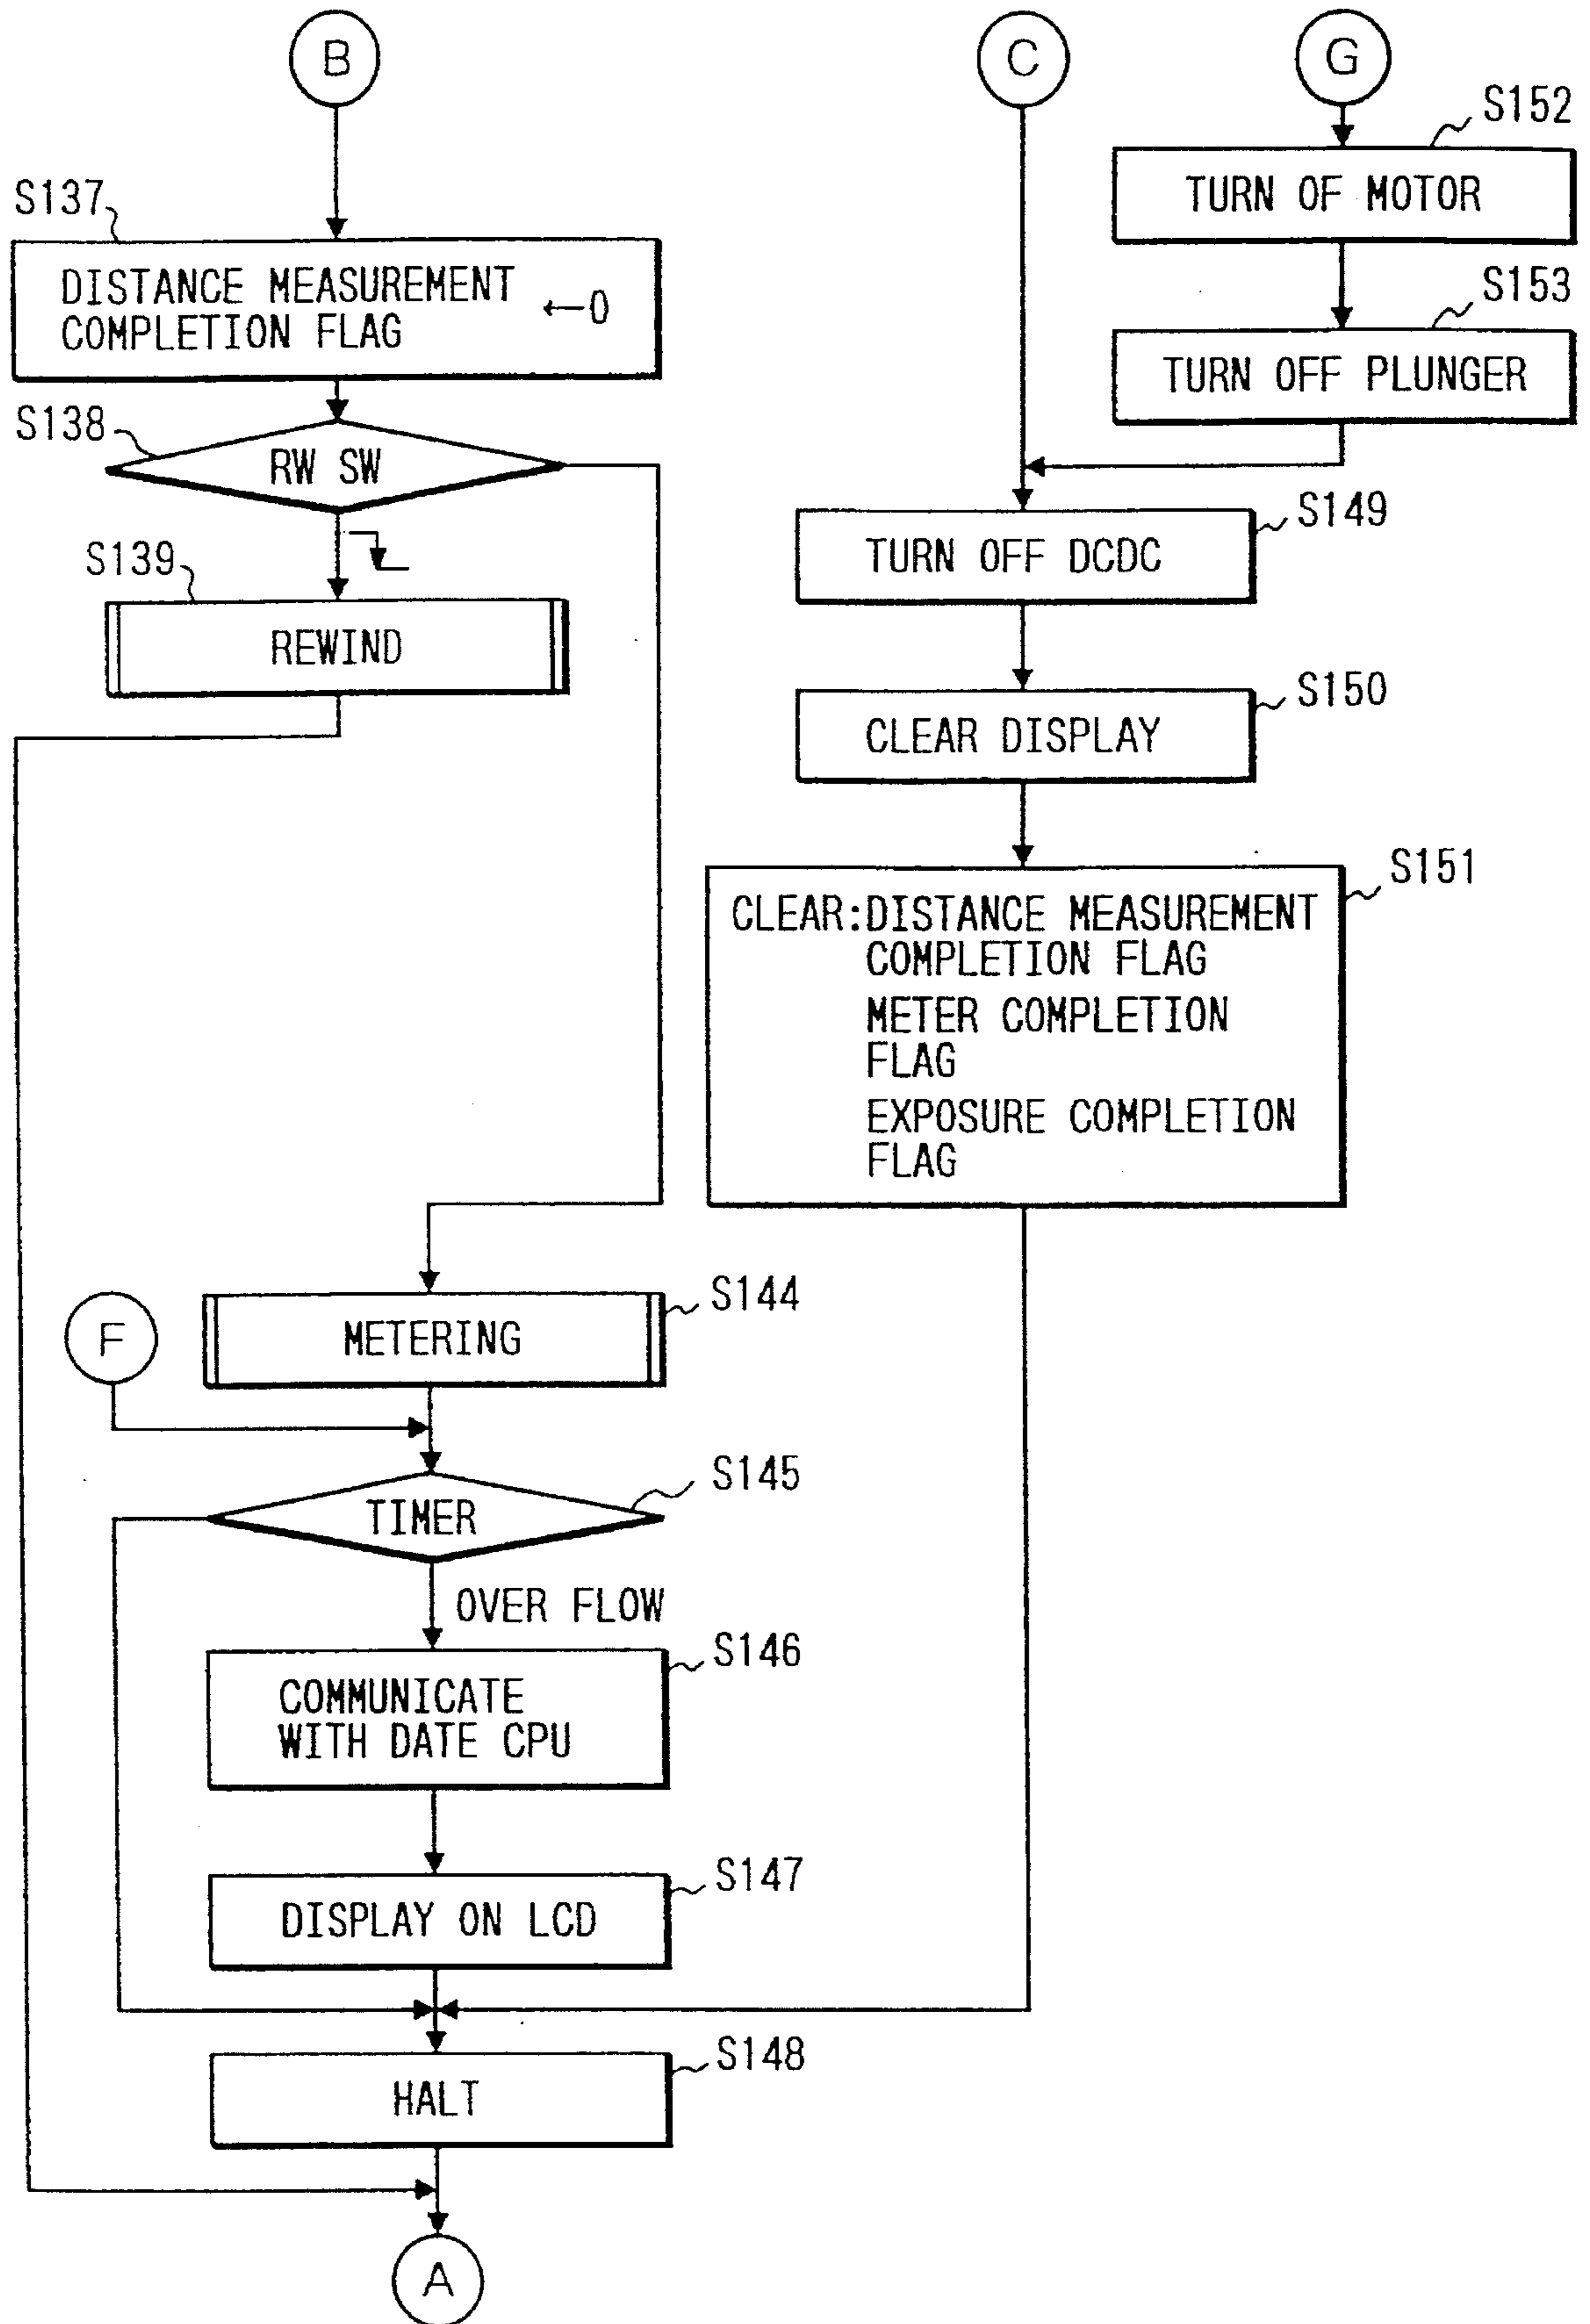 B
C
G
S152
TURN OF MOTOR
S137
DISTANCE MEASUREMENT
COMPLETION FLAG
←0
S153
TURN OFF PLUNGER
S138
RW SW
S149
TURN OFF DCDC
S139
REWIND
S150
CLEAR DISPLAY
S151
CLEAR:DISTANCE MEASUREMENT
COMPLETION FLAG
METER COMPLETION
FLAG
EXPOSURE COMPLETION
FLAG
S144
METERING
F
S145
TIMER
OVER FLOW
S146
COMMUNICATE
WITH DATE CPU
S147
DISPLAY ON LCD
S148
HALT
A